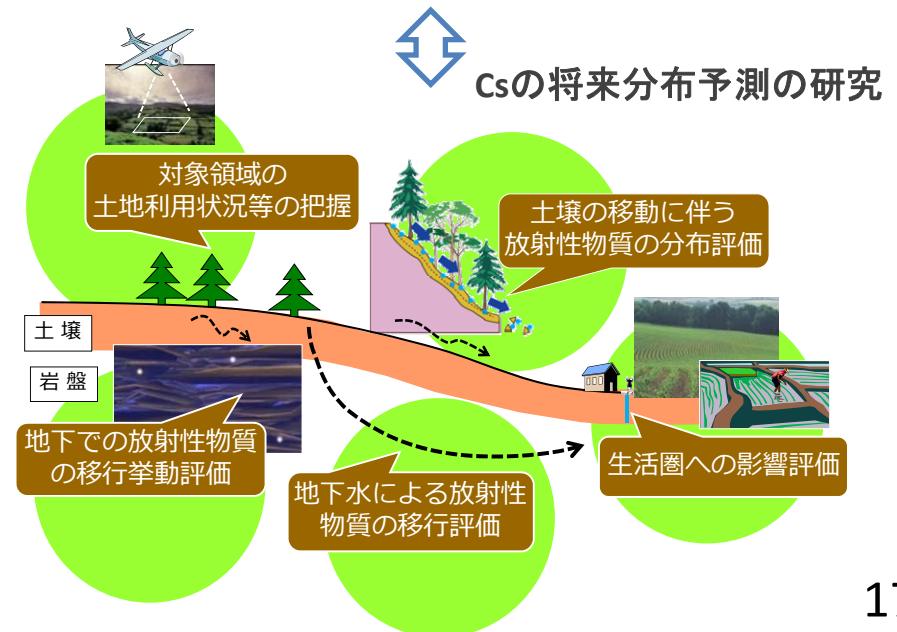 Csの将来分布予測の研究
対象領域の
土地利用状況等の把握
土壌の移動に伴う
放射性物質の分布評価
土 壌
岩 盤
地下での放射性物質
の移行挙動評価
地下水による放射性
物質の移行評価
生活圏への影響評価
17